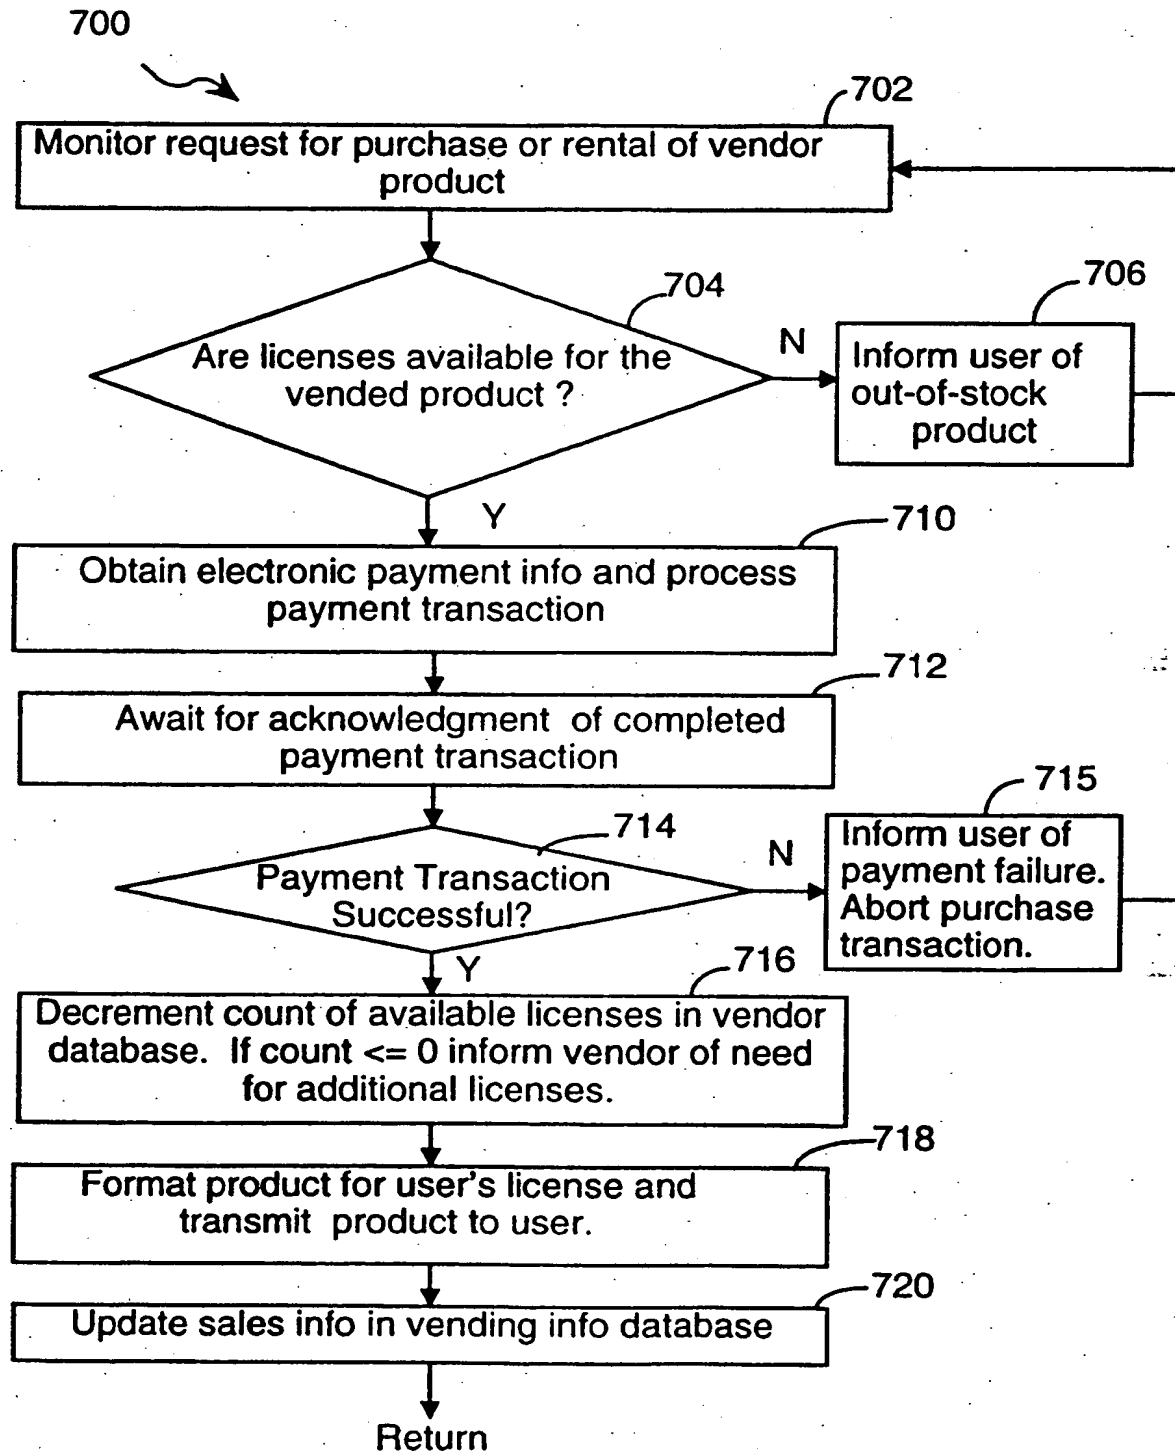 700
702
Monitor request for purchase or rental of vendor
product
704
706
Are licenses available for the
vended product ?
N
Inform user of
out-of-stock
product
Y
710
Obtain electronic payment info and process
payment transaction
712
Await for acknowledgment of completed
payment transaction
714
715
Payment Transaction
Successful?
N
Inform user of
payment failure.
Abort purchase
transaction.
Y
716
Decrement count of available licenses in vendor
database. If count <= 0 inform vendor of need
for additional licenses.
718
Format product for user's license and
transmit product to user.
720
Update sales info in vending info database
Return